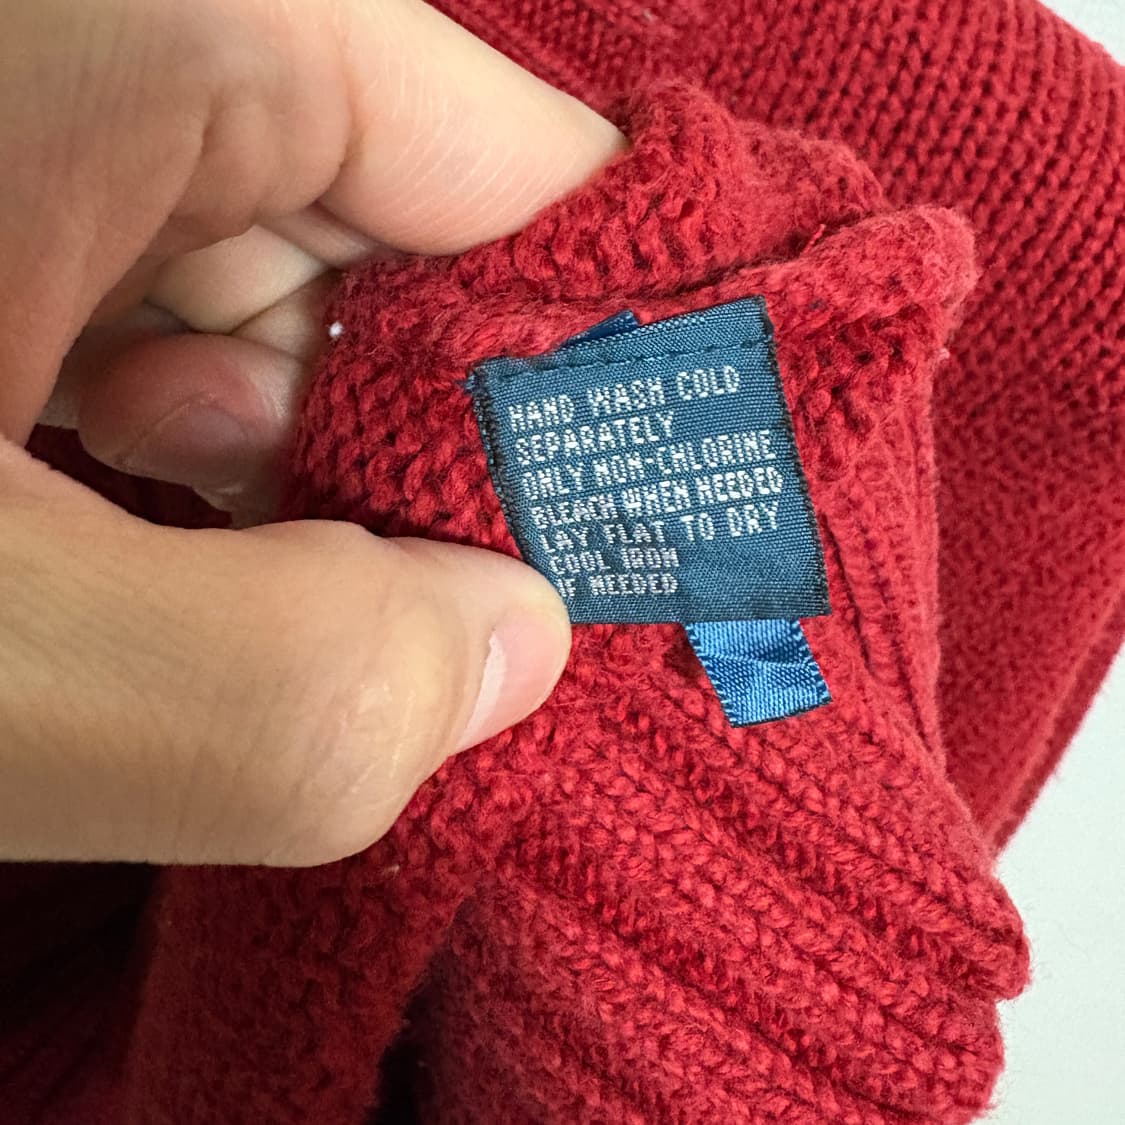 HAND WASH COLD
SEPARATELY
ONLY NON-CHLORINE
BLEACH WHEN NEEDED
LAY FLAT TO DRY
COOL IRON
IF NEEDED